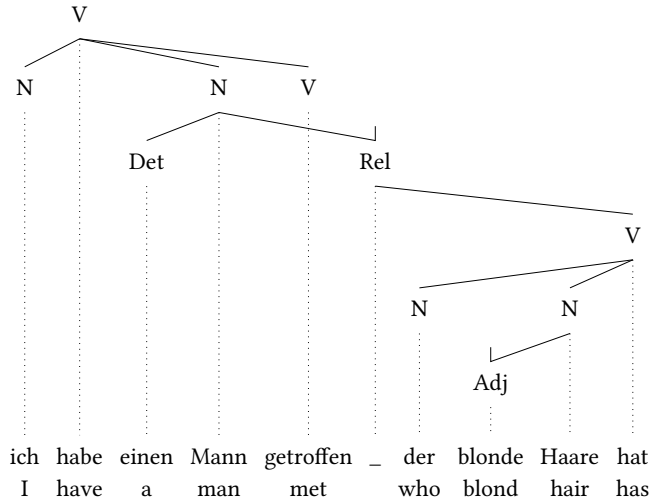 V
N N V
Det Rel
V
N N
Adj
ich habe einen Mann getroffen _ der blonde Haare hat
I have a man met who blond hair has